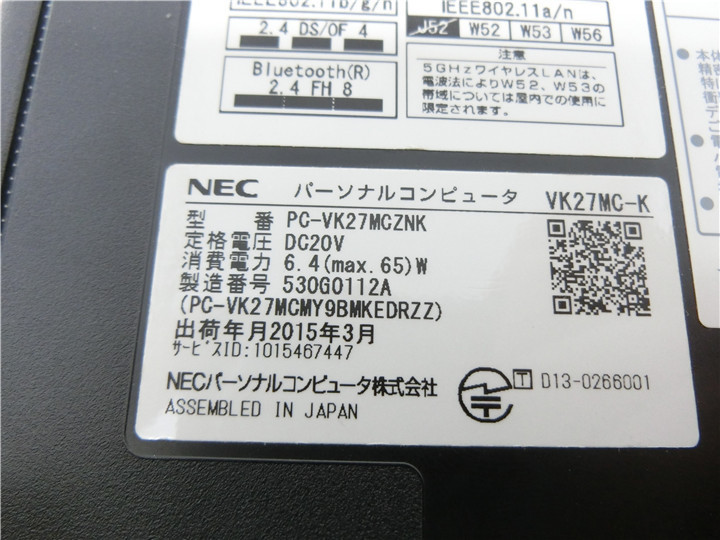 IEEE802.11b/g/n
2.4 DS/OF 4
Bluetooth(R)
2.4 FH 8
IEEE802.11a/n
J52 W52 W53 W56
注意
5GHzワイヤレスLANは、
電波法によりW52、W53の
帯域については屋内での使用に
限定されます。
NEC パーソナルコンピュータ VK27MC-K
型 番 PC-VK27MCZNK
定格電圧 DC20V
消費電力 6.4(max.65)W
製造番号 530G0112A
(PC-VK27MCMY9BMKEDRZZ)
出荷年月2015年3月
サービスID:1015467447
NECパーソナルコンピュータ株式会社
ASSEMBLED IN JAPAN
T D13-0266001